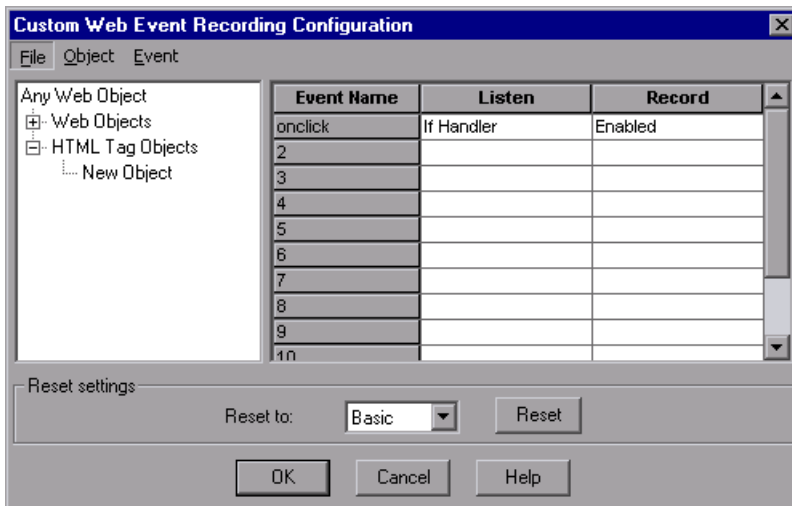 Custom Web Event Recording Configuration
File Object Event
Any Web Object
Web Objects
HTML Tag Objects
New Object
Event Name Listen Record
onclick If Handler Enabled
2
3
4
5
6
7
8
9
10
Reset settings
Reset to: Basic Reset
OK Cancel Help